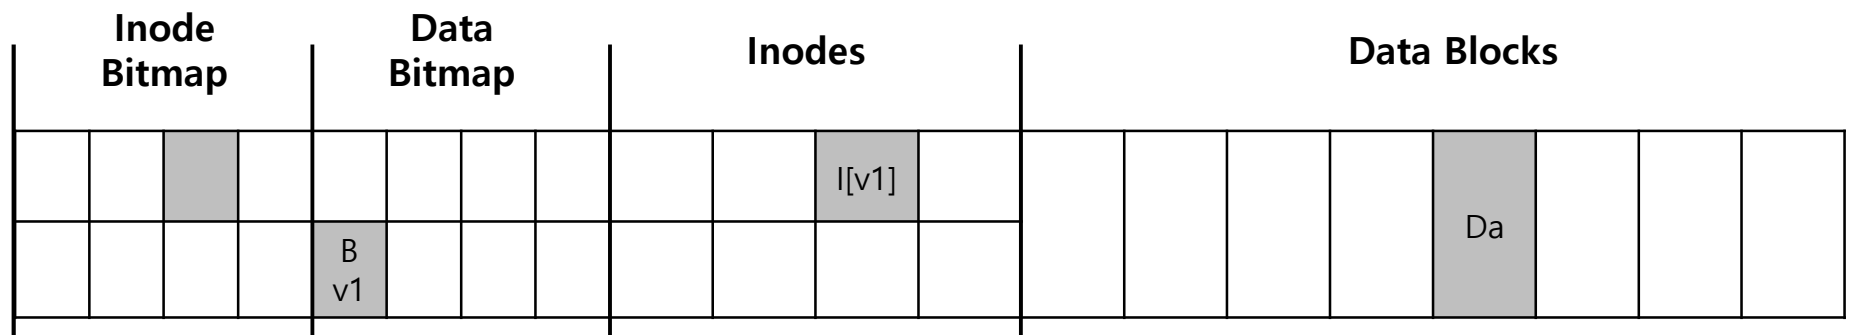 Inode
Bitmap
Data
Bitmap
Inodes
Data Blocks
I[v1]
B
v1
Da